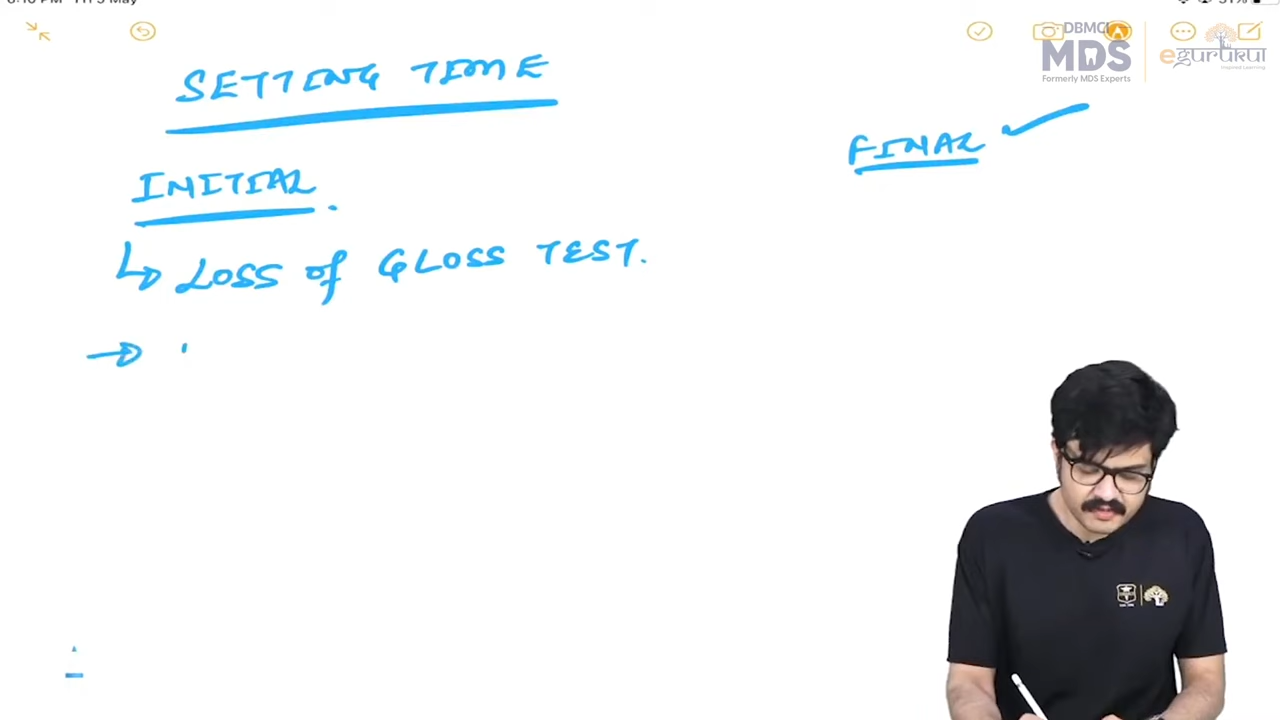 DBMCI
MDS
Formerly MDS Experts
egurukul
SETTING TIME
FINAL
INITIAL
LOSS of GLOSS TEST.